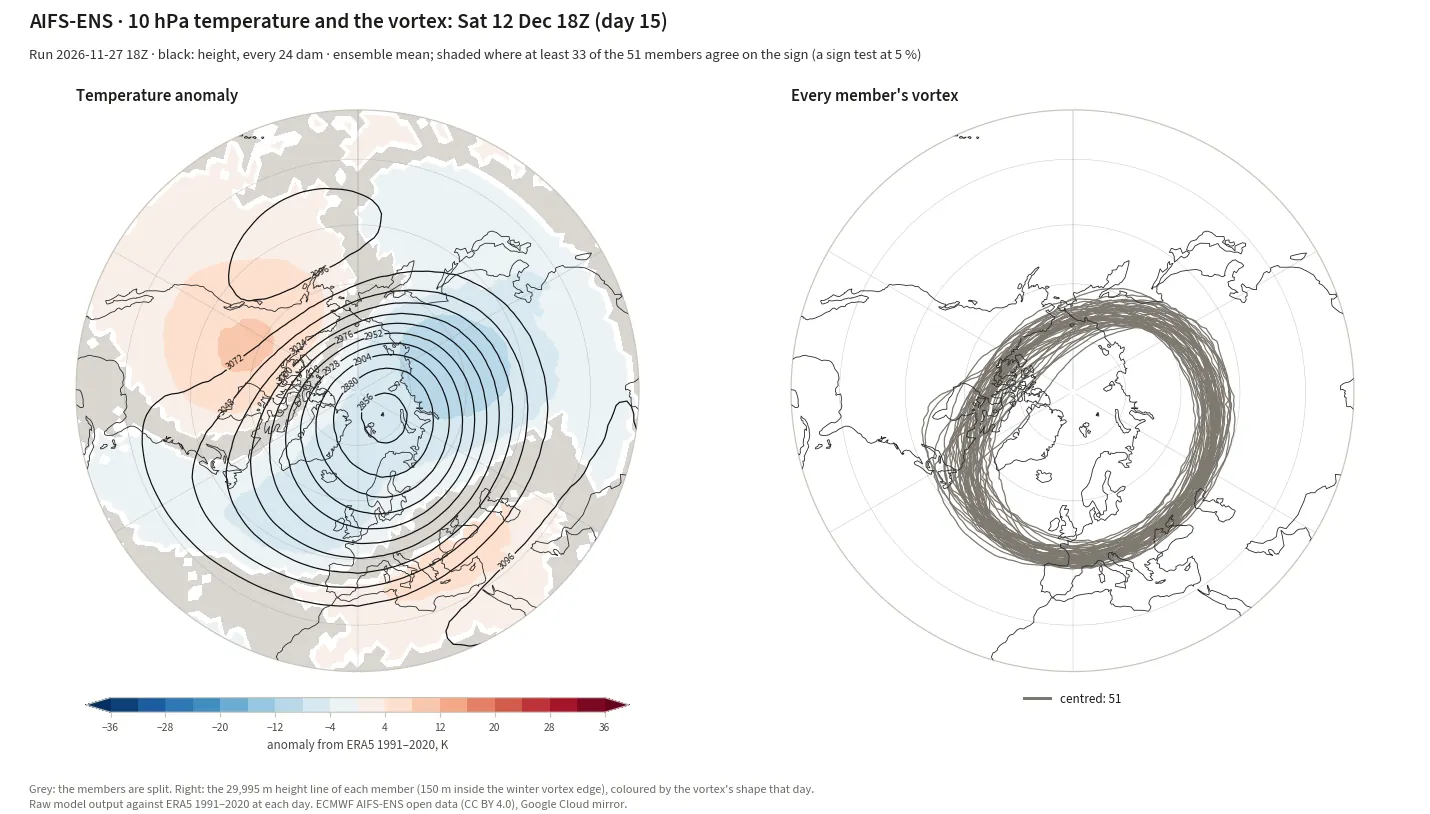 AIFS-ENS · 10 hPa temperature and the vortex: Sat 12 Dec 18Z (day 15)
Run 2026-11-27 18Z · black: height, every 24 dam · ensemble mean; shaded where at least 33 of the 51 members agree on the sign (a sign test at 5 %)
Temperature anomaly
Every member's vortex
3096
2976
2952
3024
3072
2904
2928
2880
3048
2856
3096
centred: 51
−36
−28
−20
−12
−4
4
12
20
28
36
anomaly from ERA5 1991–2020, K
Grey: the members are split. Right: the 29,995 m height line of each member (150 m inside the winter vortex edge), coloured by the vortex's shape that day.
Raw model output against ERA5 1991–2020 at each day. ECMWF AIFS-ENS open data (CC BY 4.0), Google Cloud mirror.